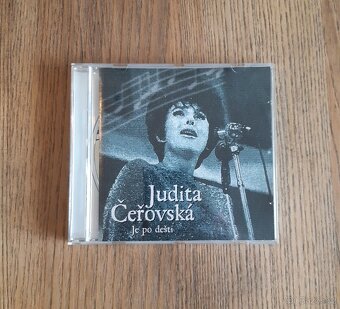 Judita
Čeřovská
Je po dešti